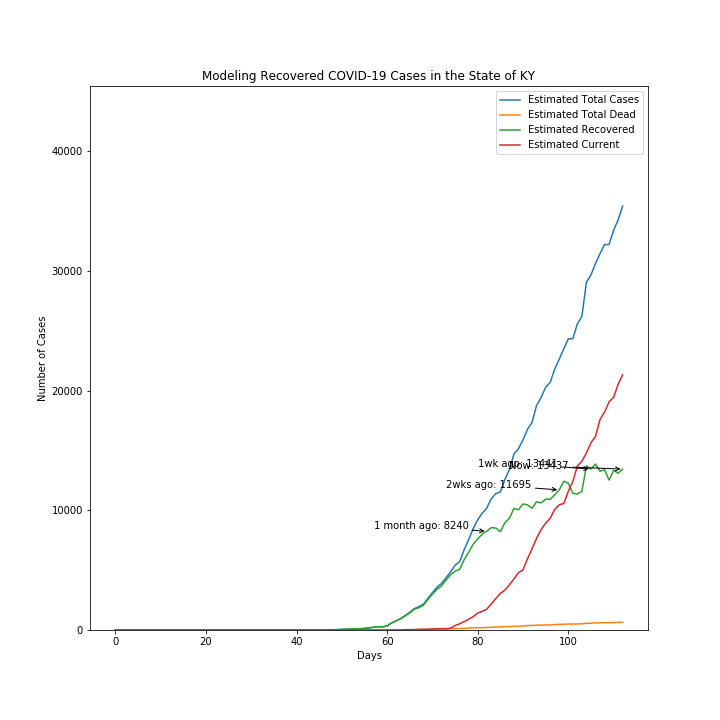 Modeling Recovered COVID-19 Cases in the State of KY
Estimated Total Cases
Estimated Total Dead
Estimated Recovered
Estimated Current
40000
30000
20000
10000
0
Number of Cases
1wk ago: 13441
Now: 13437
2wks ago: 11695
1 month ago: 8240
0 20 40 60 80 100
Days